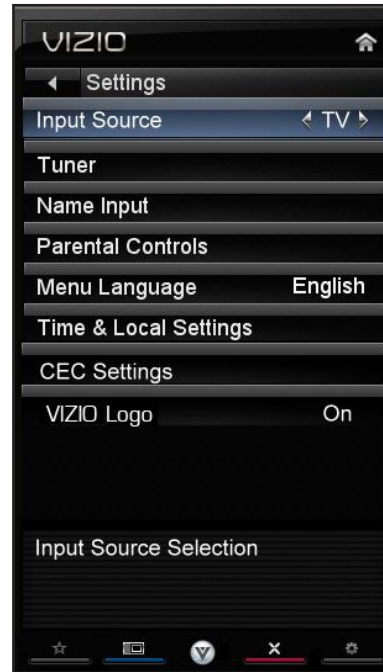 VIZIO
Settings
Input Source TV
Tuner
Name Input
Parental Controls
Menu Language English
Time & Local Settings
CEC Settings
VIZIO Logo On
Input Source Selection
V